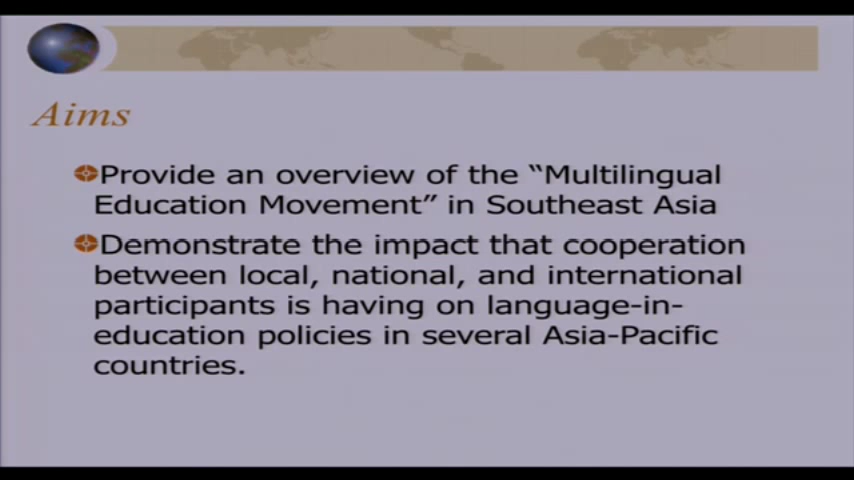 Aims
Provide an overview of the “Multilingual
Education Movement” in Southeast Asia
Demonstrate the impact that cooperation
between local, national, and international
participants is having on language-in-
education policies in several Asia-Pacific
countries.